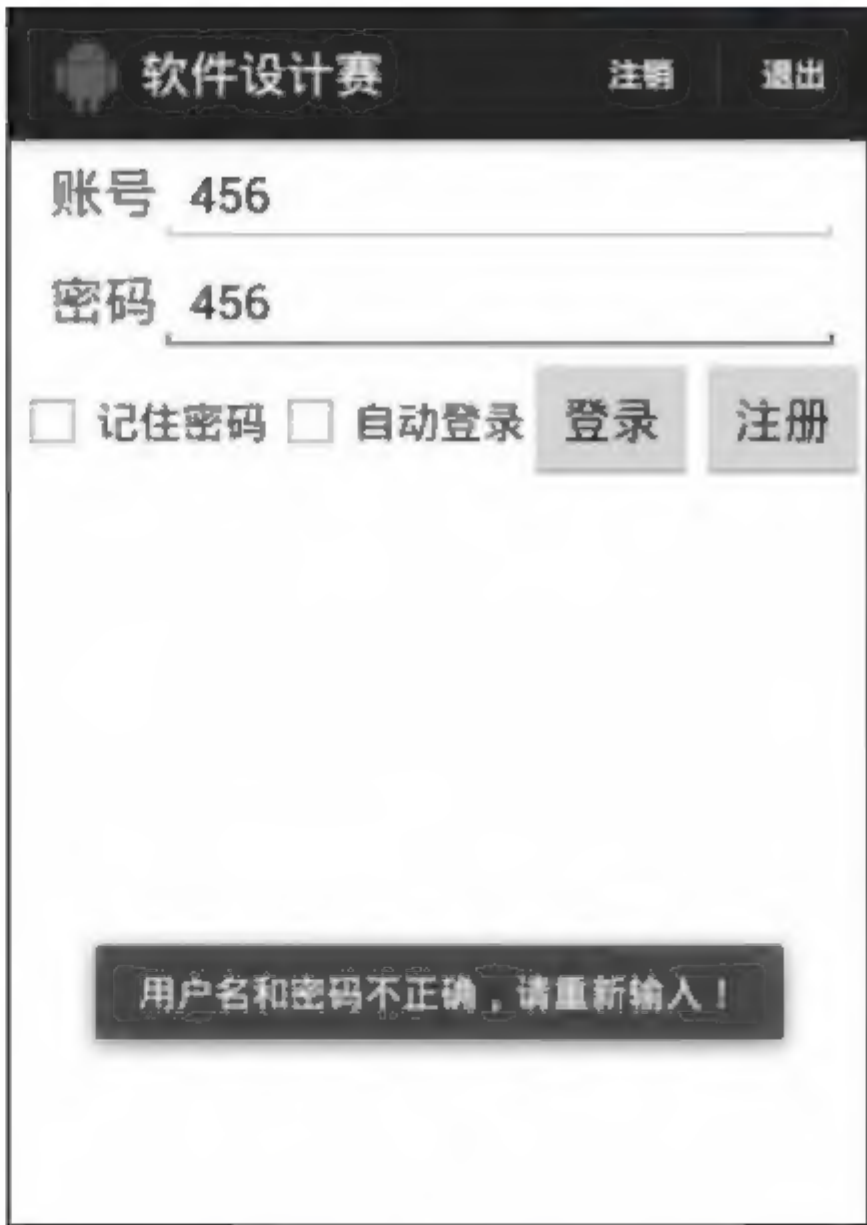 软件设计赛 注销 退出
账号 456
密码 456
记住密码 自动登录 登录 注册
用户名和密码不正确，请重新输入！